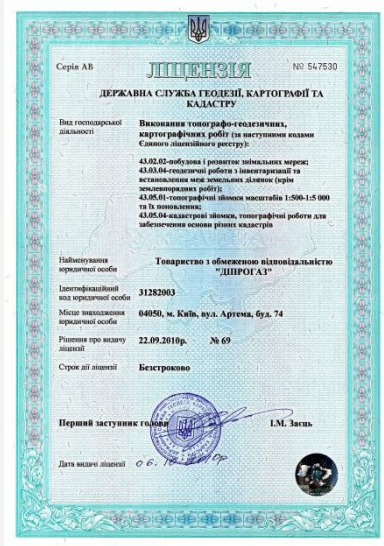 Серія АВ
ЛІЦЕНЗІЯ
№ 547530
ДЕРЖАВНА СЛУЖБА ГЕОДЕЗІЇ, КАРТОГРАФІЇ ТА
КАДАСТРУ
Вид господарської
діяльності
Виконання топографо-геодезичних,
картографічних робіт (за наступними кодами
Єдиного ліцензійного реєстру):
43.02.02-побудова і розвиток знімальних мереж;
43.03.04-геодезичні роботи з інвентаризації та
встановлення меж земельних ділянок (крім
землевпорядних робіт);
43.05.01-топографічні зйомки масштабів 1:500-1:5 000
та їх поновлення;
43.05.04-кадастрові зйомки, топографічні роботи для
забезпечення основи різних кадастрів
Найменування
юридичної особи
Товариство з обмеженою відповідальністю
"ДІПРОГАЗ"
Ідентифікаційний
код юридичної особи
31282003
Місце знаходження
юридичної особи
04050, м. Київ, вул. Артема, буд. 74
Рішення про видачу
ліцензії
22.09.2010р. № 69
Строк дії ліцензії
Безстроково
Перший заступник голови
І.М. Заєць
Дата видачі ліцензії